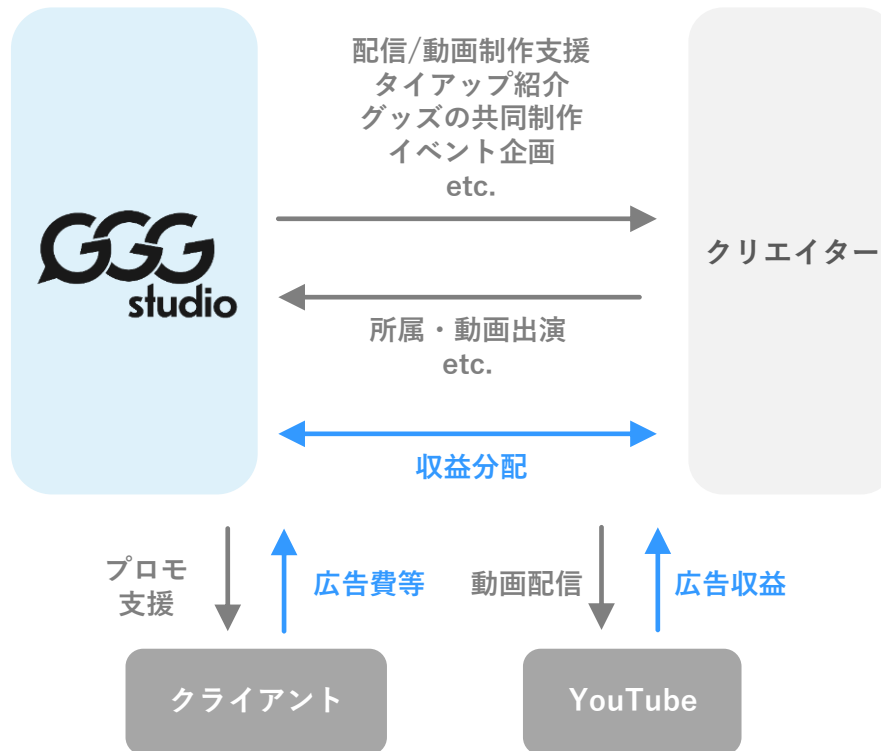 配信/動画制作支援
タイアップ紹介
グッズの共同制作
イベント企画
etc.
GGG
studio
クリエイター
所属・動画出演
etc.
収益分配
プロモ
支援
広告費等
動画配信
広告収益
クライアント
YouTube